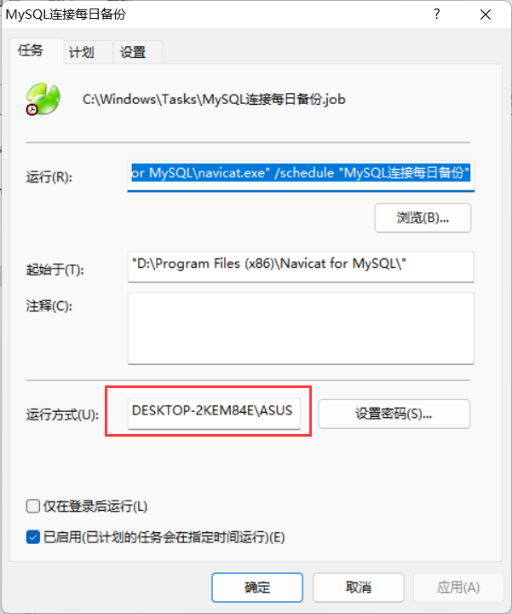 MySQL连接每日备份
任务 计划 设置
C:\Windows\Tasks\MySQL连接每日备份.job
运行(R): or MySQL\navicat.exe" /schedule "MySQL连接每日备份"
浏览(B)...
起始于(T): "D:\Program Files (x86)\Navicat for MySQL\"
注释(C):
运行方式(U): DESKTOP-2KEM84E\ASUS 设置密码(S)...
仅在登录后运行(L)
已启用(已计划的任务会在指定时间运行)(E)
确定 取消 应用(A)